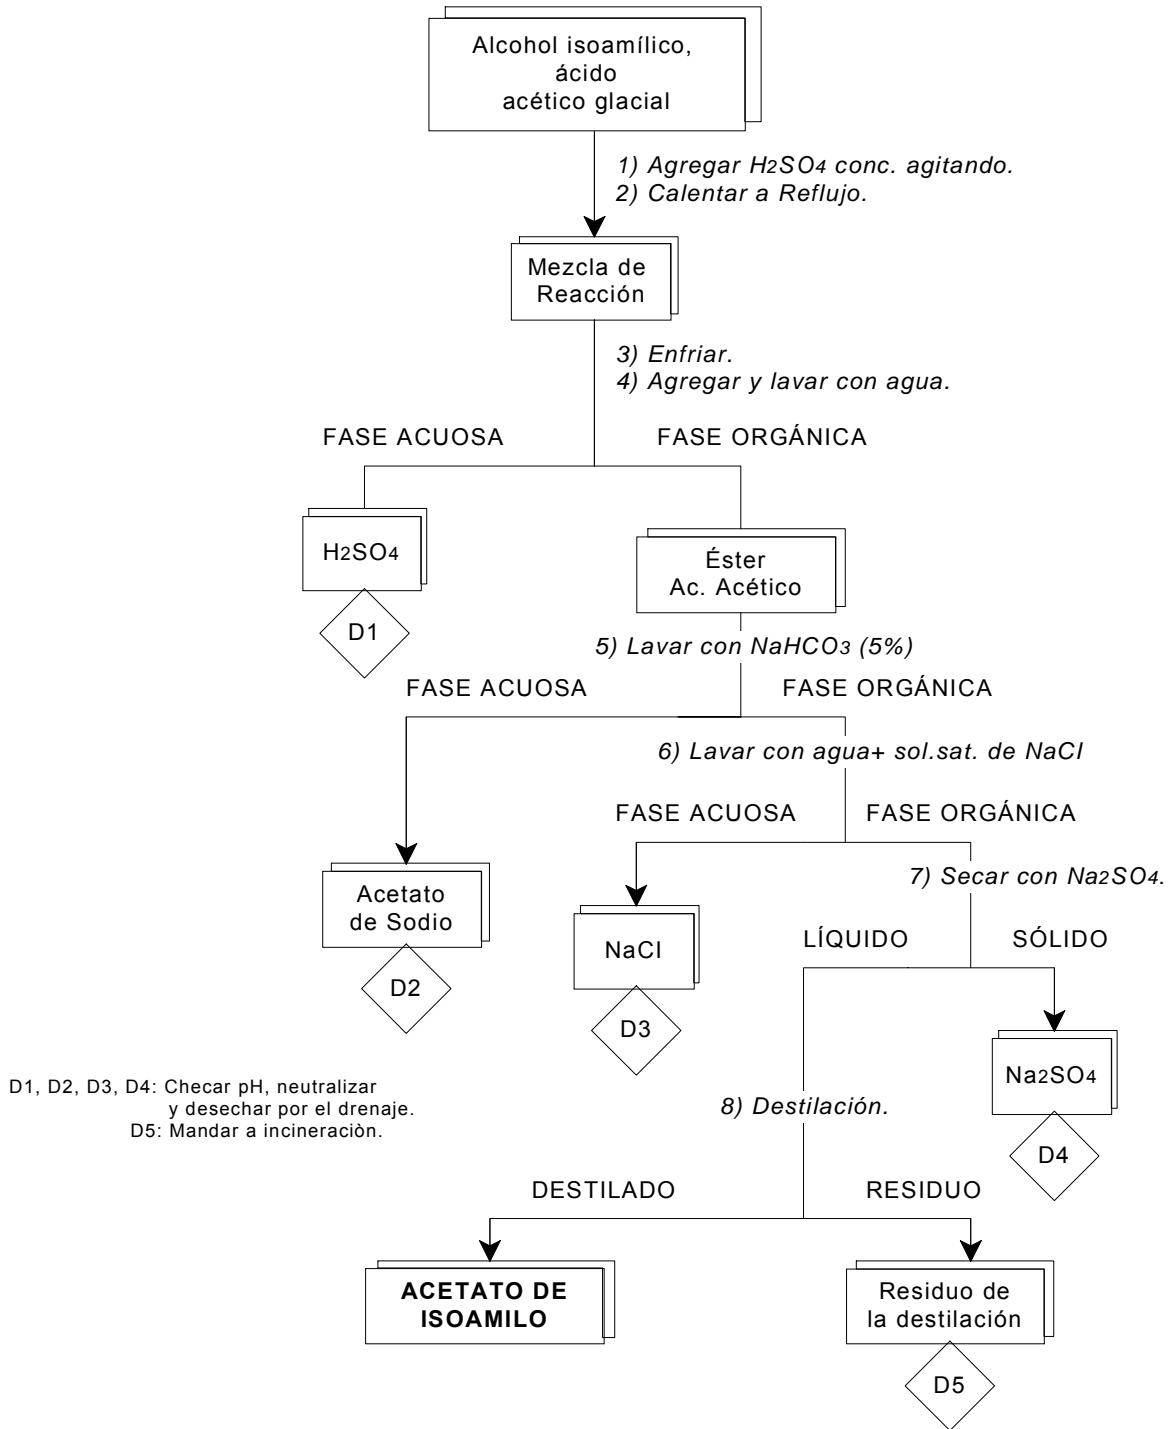 Alcohol isoamílico,
ácido
acético glacial
1) Agregar H2SO4 conc. agitando.
2) Calentar a Reflujo.
Mezcla de
Reacción
3) Enfriar.
4) Agregar y lavar con agua.
FASE ACUOSA
FASE ORGÁNICA
H2SO4
D1
Éster
Ac. Acético
5) Lavar con NaHCO3 (5%)
FASE ACUOSA
FASE ORGÁNICA
6) Lavar con agua+ sol.sat. de NaCl
FASE ACUOSA
FASE ORGÁNICA
Acetato
de Sodio
D2
NaCl
D3
7) Secar con Na2SO4.
LÍQUIDO
SÓLIDO
Na2SO4
D4
D1, D2, D3, D4: Checar pH, neutralizar
y desechar por el drenaje.
D5: Mandar a incineraciòn.
8) Destilación.
DESTILADO
RESIDUO
ACETATO DE
ISOAMILO
Residuo de
la destilación
D5